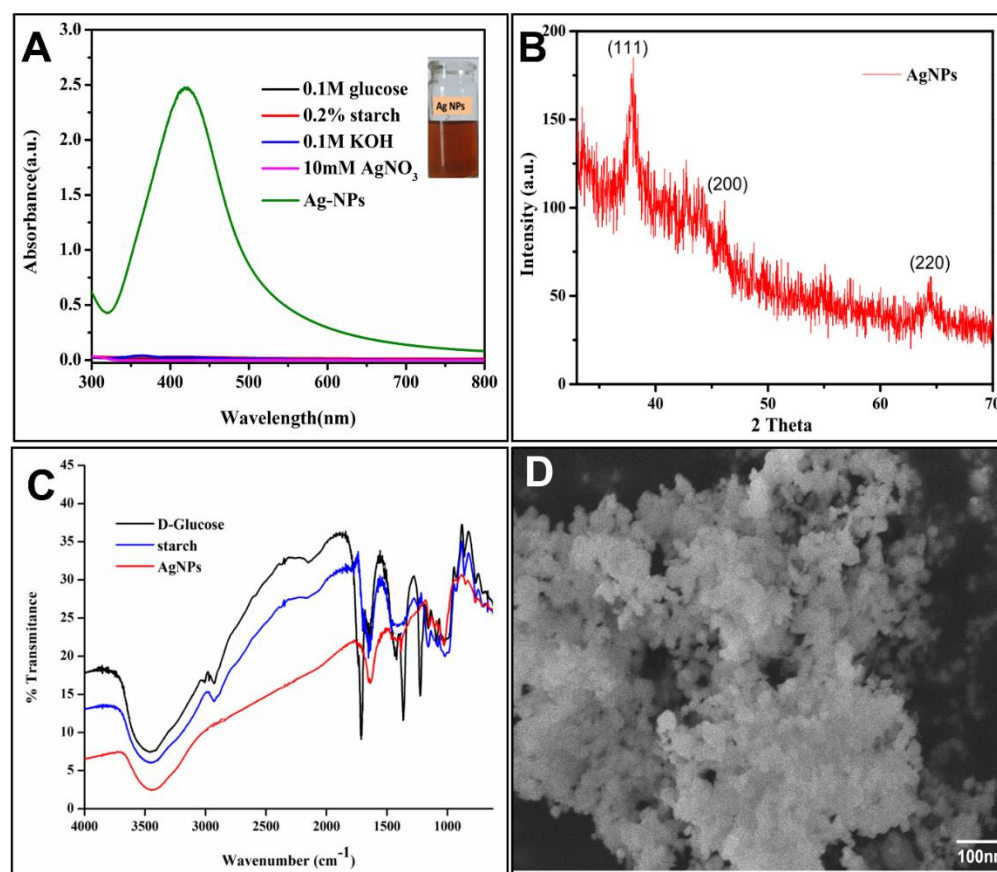 A
3.0
2.5
2.0
1.5
1.0
0.5
0.0
Absorbance(a.u.)
300
400
500
600
700
800
Wavelength(nm)
0.1M glucose
0.2% starch
0.1M KOH
10mM AgNO₃
Ag-NPs
Ag NPs
B
200
150
100
50
0
Intensity (a.u.)
(111)
(200)
(220)
AgNPs
40
50
60
70
2 Theta
C
45
40
35
30
25
20
15
10
5
0
% Transmitance
D-Glucose
starch
AgNPs
4000
3500
3000
2500
2000
1500
1000
Wavenumber (cm⁻¹)
D
100nm